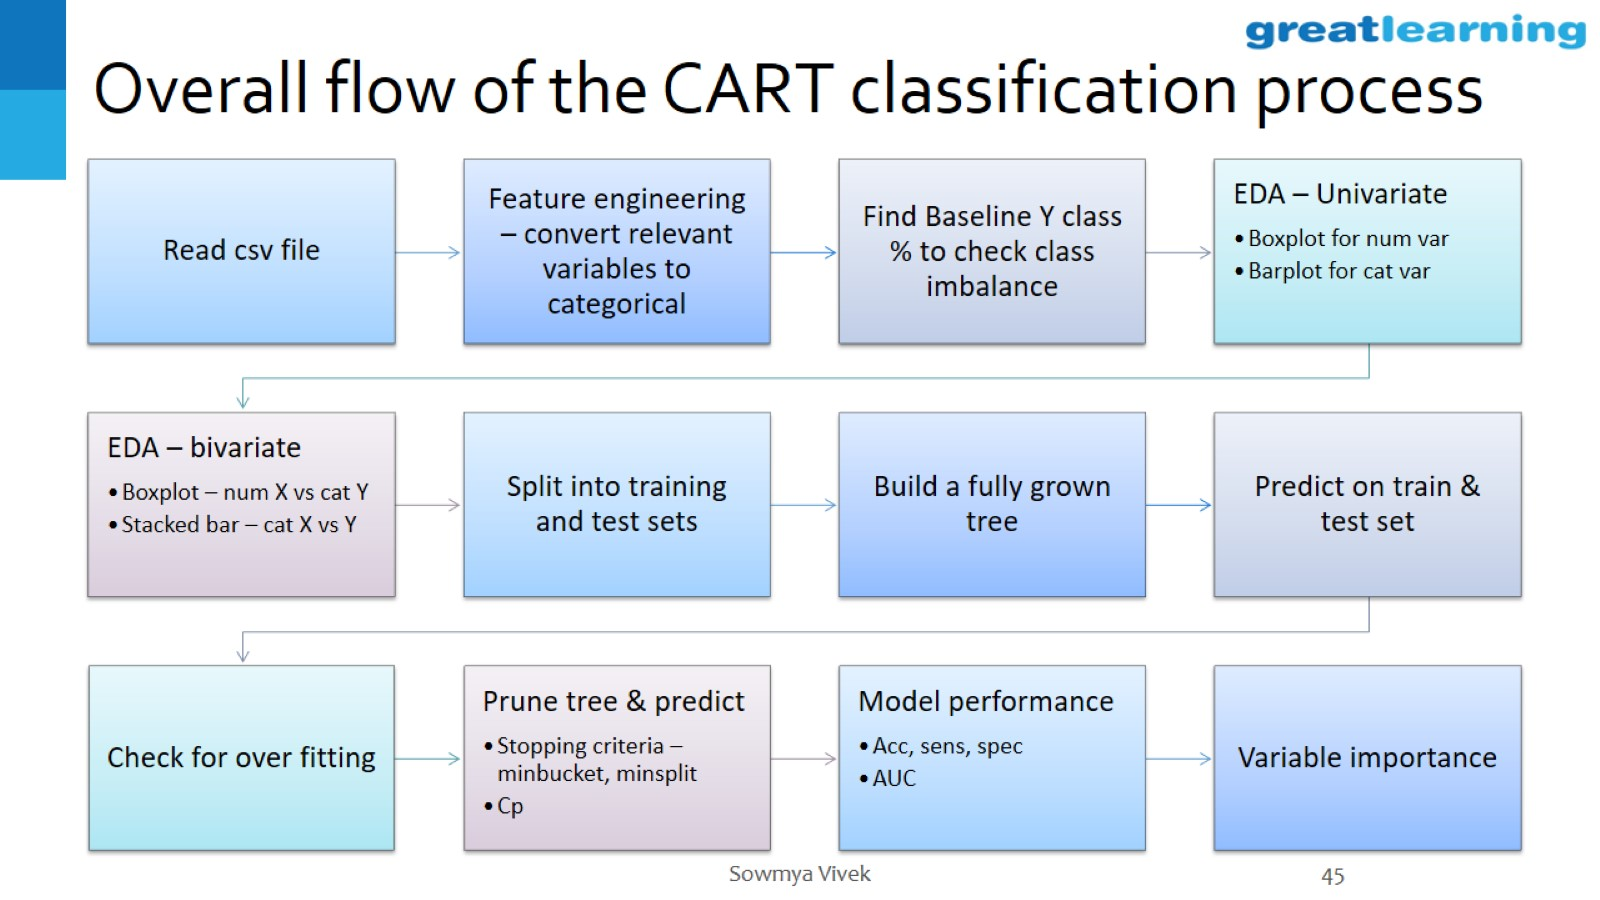 greatlearning
Overall flow of the CART classification process
Read csv file
Feature engineering
– convert relevant
variables to
categorical
Find Baseline Y class
% to check class
imbalance
EDA – Univariate
•Boxplot for num var
•Barplot for cat var
EDA – bivariate
•Boxplot – num X vs cat Y
•Stacked bar – cat X vs Y
Split into training
and test sets
Build a fully grown
tree
Predict on train &
test set
Check for over fitting
Prune tree & predict
•Stopping criteria –
minbucket, minsplit
•Cp
Model performance
•Acc, sens, spec
•AUC
Variable importance
Sowmya Vivek
45